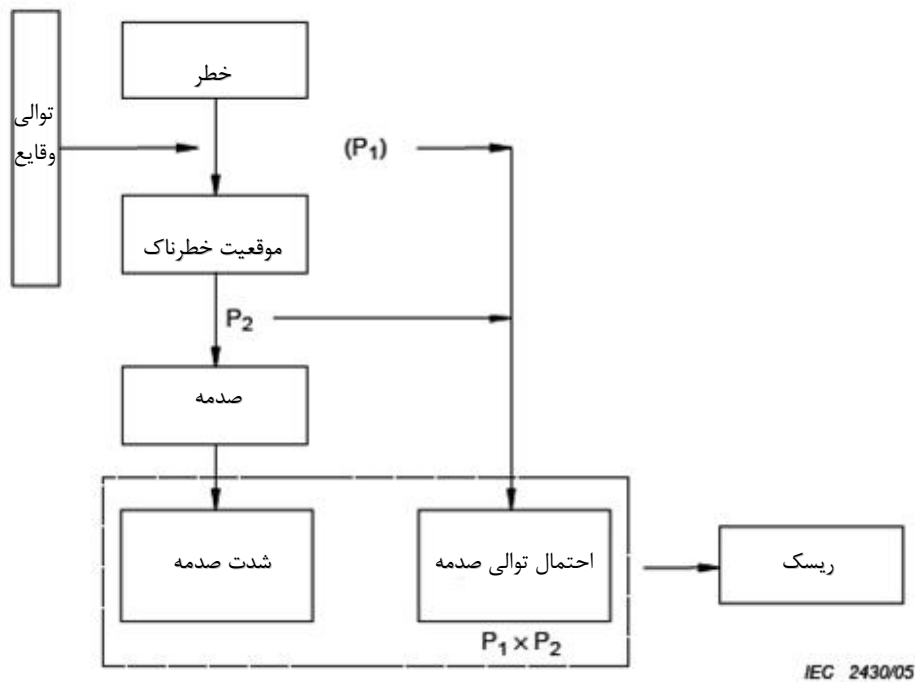 خطر
توالی
وقایع
(P₁)
موقعیت خطرناک
P₂
صدمه
شدت صدمه
احتمال توالی صدمه
ریسک
P₁ × P₂
IEC 2430/05